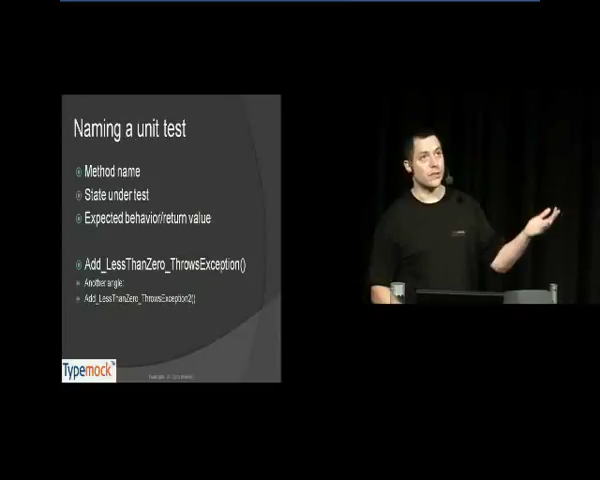 Naming a unit test
Method name
State under test
Expected behavior/return value
Add_LessThanZero_ThrowsException()
Another angle:
Add_LessThanZero_ThrowsException2()
Typemock